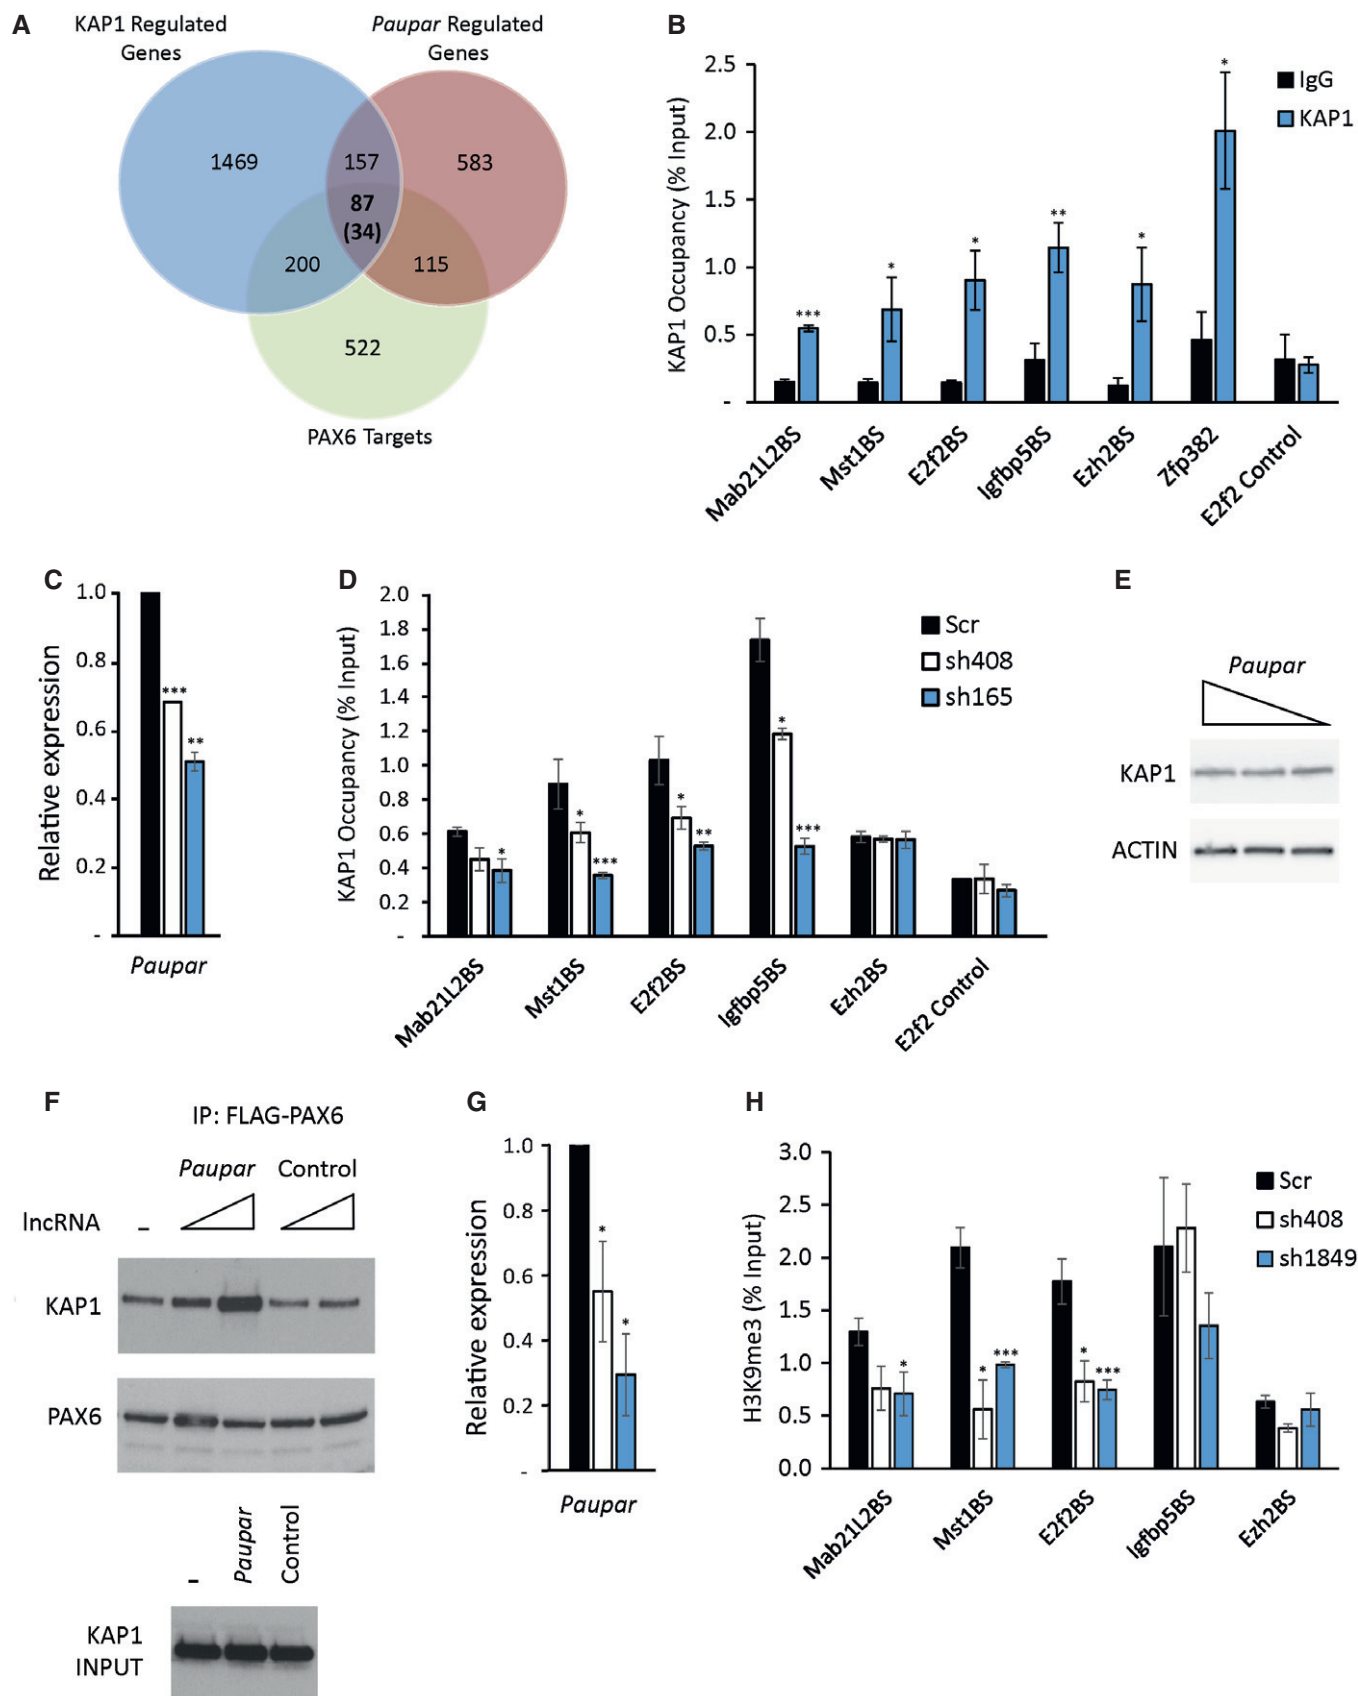 A
KAP1 Regulated
Genes
Paupar Regulated
Genes
1469
157
583
87
(34)
200
115
522
PAX6 Targets
B
KAP1 Occupancy (% Input)
2.5
2.0
1.5
1.0
0.5
-
IgG
KAP1
***
*
*
**
*
*
Mab21L2BS
Mst1BS
E2f2BS
Igfbp5BS
Ezh2BS
Zfp382
E2f2 Control
C
Relative expression
1.0
0.8
0.6
0.4
0.2
-
***
**
Paupar
D
KAP1 Occupancy (% Input)
2.0
1.8
1.6
1.4
1.2
1.0
0.8
0.6
0.4
0.2
-
Scr
sh408
sh165
*
*
***
*
**
*
***
Mab21L2BS
Mst1BS
E2f2BS
Igfbp5BS
Ezh2BS
E2f2 Control
E
Paupar
KAP1
ACTIN
F
IP: FLAG-PAX6
Paupar Control
lncRNA
–
KAP1
PAX6
–
Paupar
Control
KAP1
INPUT
G
Relative expression
1.0
0.8
0.6
0.4
0.2
-
*
*
Paupar
H
H3K9me3 (% Input)
3.0
2.5
2.0
1.5
1.0
0.5
0.0
Scr
sh408
sh1849
*
*
***
*
***
Mab21L2BS
Mst1BS
E2f2BS
Igfbp5BS
Ezh2BS